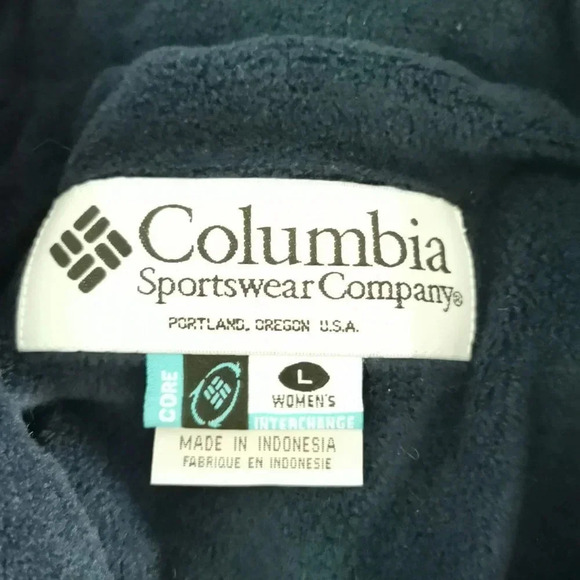 Columbia
Sportswear Company®
PORTLAND, OREGON U.S.A.
CORE
L
WOMEN'S
INTERCHANGE
MADE IN INDONESIA
FABRIQUE EN INDONESIE